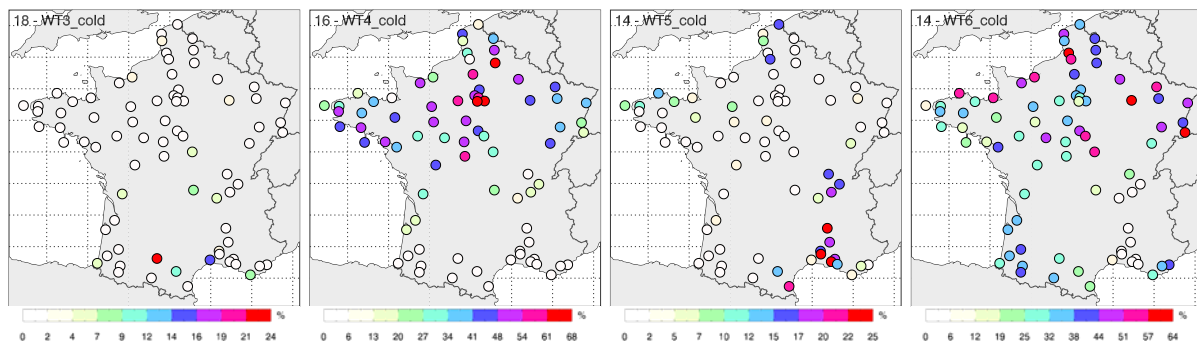 18 - WT3_cold
16 - WT4_cold
14 - WT5_cold
14 - WT6_cold
0 2 4 7 9 12 14 16 19 21 24 %
0 6 13 20 27 34 40 47 54 61 68 %
0 2 5 7 10 12 15 17 20 22 25 %
0 6 12 19 25 32 38 44 51 57 64 %